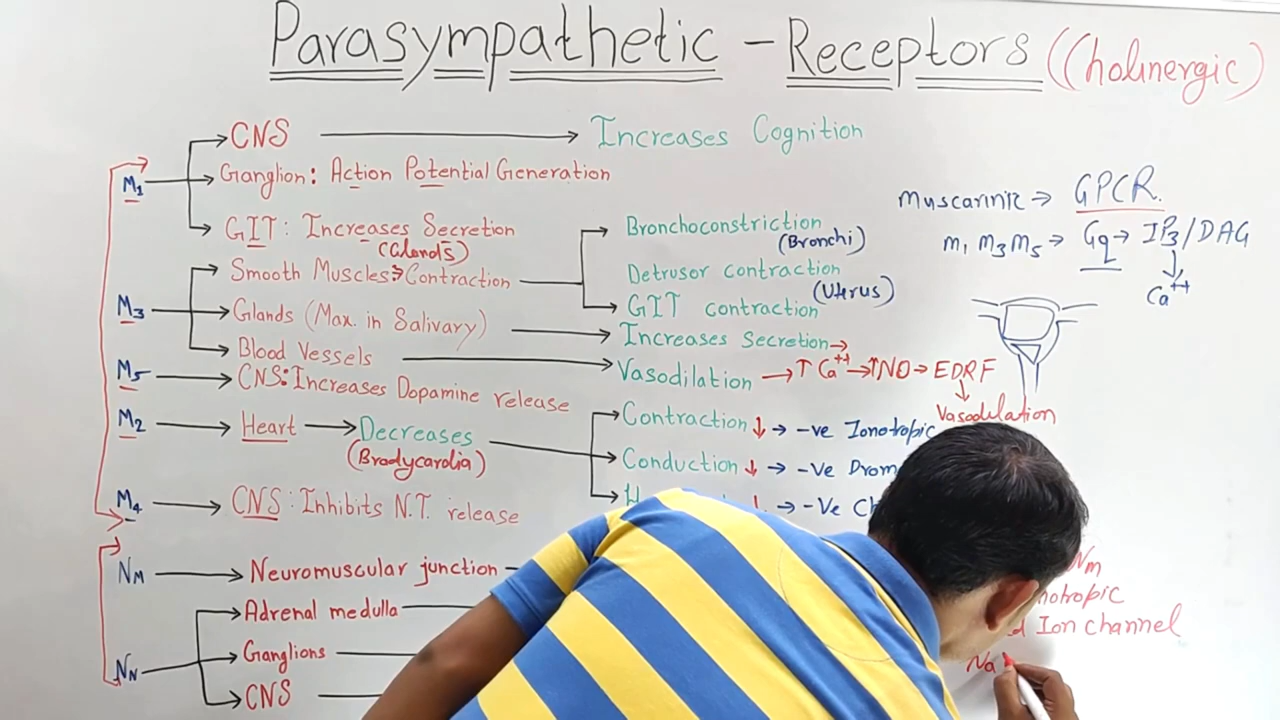 Parasympathetic - Receptors (Cholinergic)
CNS → Increases Cognition
M1 → Ganglion: Action Potential Generation
GIT: Increases Secretion
(Glands)
Smooth Muscles → Contraction
M3 → Glands (Max. in Salivary)
Blood Vessels
Bronchoconstriction
(Bronchi)
Detrusor contraction
(Uterus)
GIT contraction
Increases Secretion →
Vasodilation → ↑Ca++ → ↑NO → EDRF
↓
Vasodilation
M5 → CNS: Increases Dopamine release
M2 → Heart → Decreases
(Bradycardia)
Contraction ↓ → -ve Ionotropic
Conduction ↓ → -Ve
↓ → -Ve
M4 → CNS: Inhibits N.T. release
NM → Neuromuscular junction
Adrenal medulla
NN → Ganglions
CNS
Muscarinic → GPCR.
M1 M3 M5 → Gq → IP3/DAG
↓
Ca++
Nm
Ion channel
Na